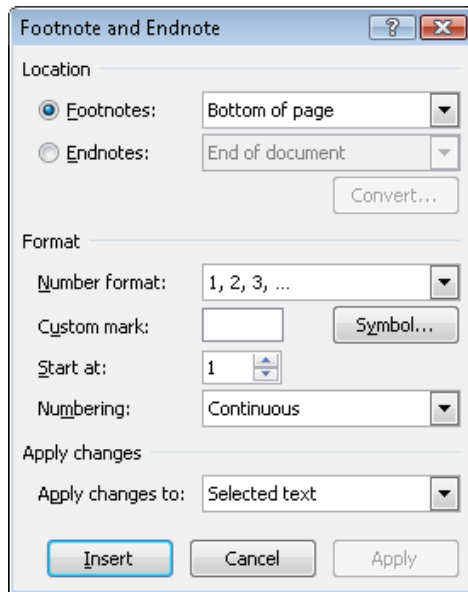 Footnote and Endnote
Location
Footnotes: Bottom of page
Endnotes: End of document
Convert...
Format
Number format: 1, 2, 3, ...
Custom mark: Symbol...
Start at: 1
Numbering: Continuous
Apply changes
Apply changes to: Selected text
Insert Cancel Apply